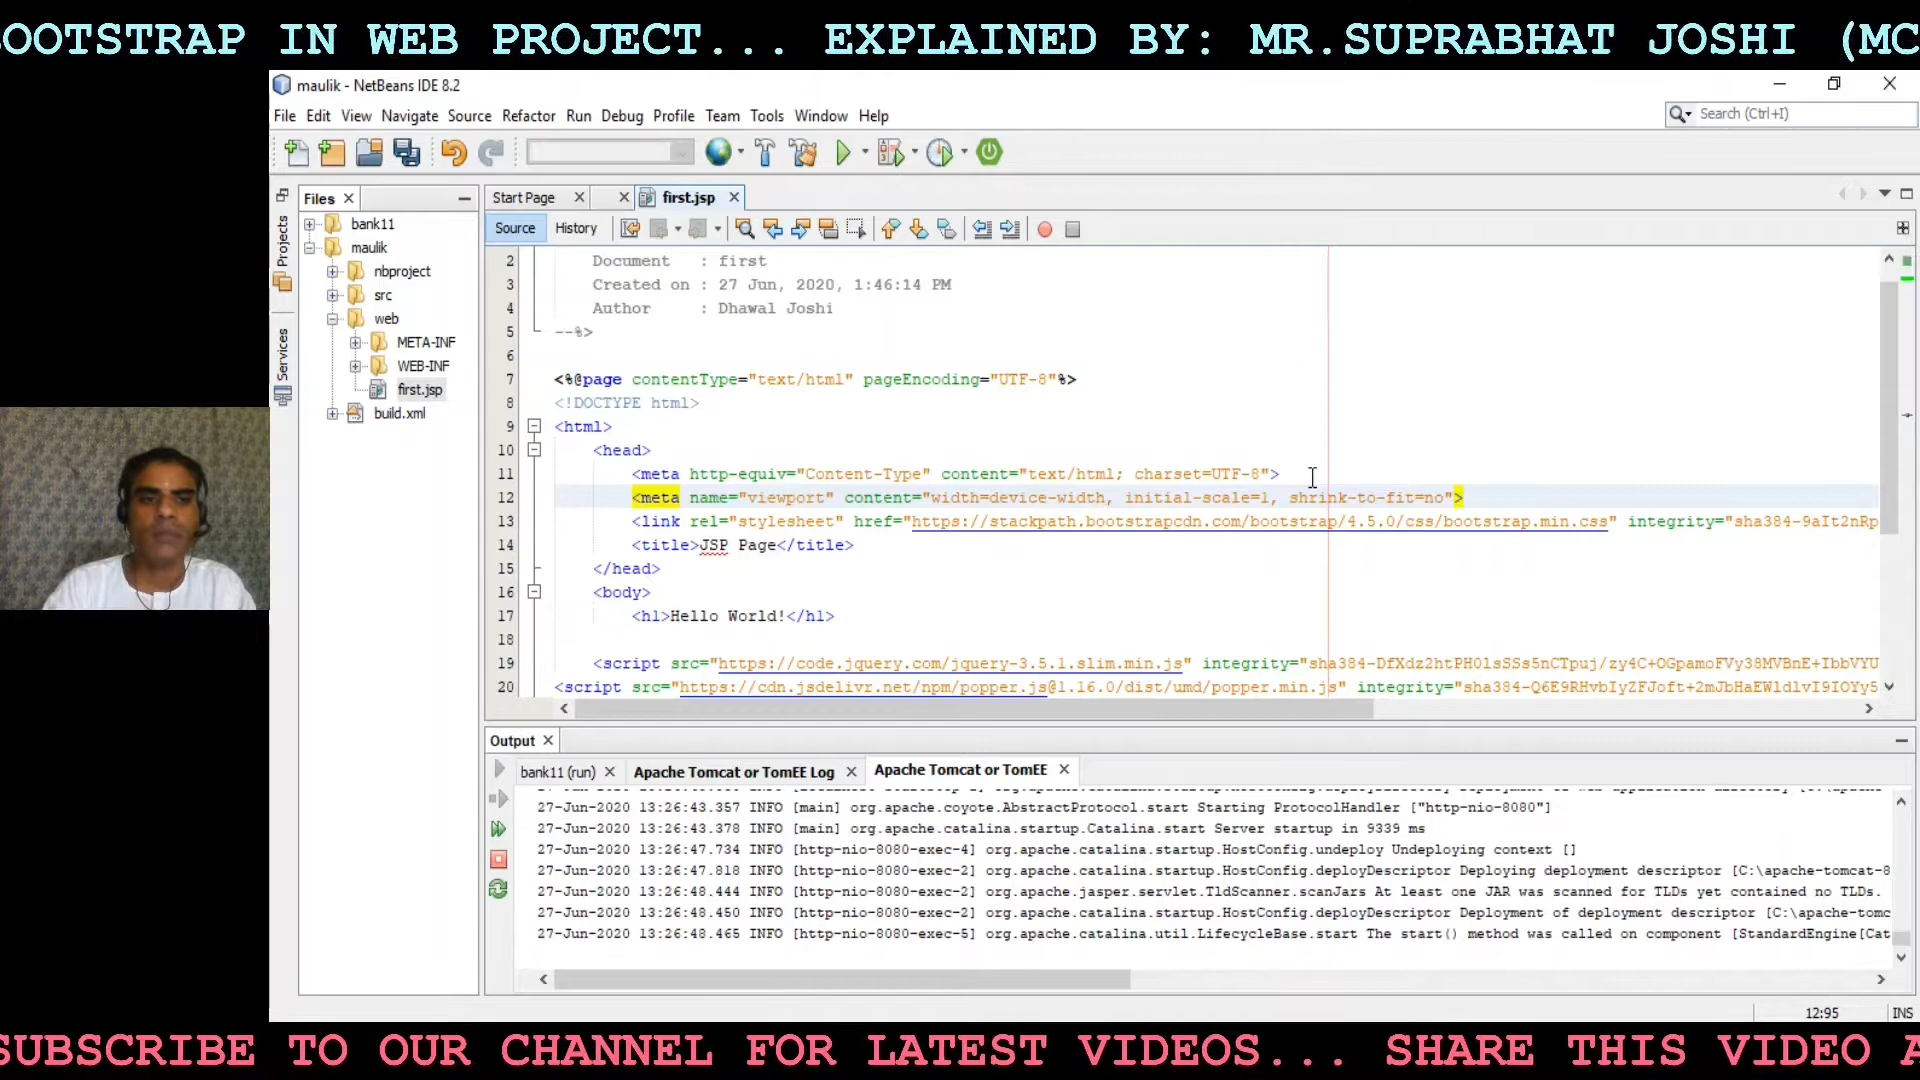 OOTSTRAP IN WEB PROJECT... EXPLAINED BY: MR.SUPRABHAT JOSHI (MC
maulik - NetBeans IDE 8.2
File Edit View Navigate Source Refactor Run Debug Profile Team Tools Window Help
Search (Ctrl+I)
Files
Start Page
first.jsp
Source History
Projects
Services
bank11
maulik
nbproject
src
web
META-INF
WEB-INF
first.jsp
build.xml
2 Document : first
3 Created on : 27 Jun, 2020, 1:46:14 PM
4 Author : Dhawal Joshi
5 --%>
6
7 <%@page contentType="text/html" pageEncoding="UTF-8"%>
8 <!DOCTYPE html>
9 <html>
10 <head>
11 <meta http-equiv="Content-Type" content="text/html; charset=UTF-8">
12 <meta name="viewport" content="width=device-width, initial-scale=1, shrink-to-fit=no">
13 <link rel="stylesheet" href="https://stackpath.bootstrapcdn.com/bootstrap/4.5.0/css/bootstrap.min.css" integrity="sha384-9aIt2nRp
14 <title>JSP Page</title>
15 </head>
16 <body>
17 <h1>Hello World!</h1>
18
19 <script src="https://code.jquery.com/jquery-3.5.1.slim.min.js" integrity="sha384-DfXdz2htPH0lsSSs5nCTpuj/zy4C+OGpamoFVy38MVBnE+IbbVYU
20 <script src="https://cdn.jsdelivr.net/npm/popper.js@1.16.0/dist/umd/popper.min.js" integrity="sha384-Q6E9RHvbIyZFJoft+2mJbHaEWldlvI9IOYy5
Output
bank11 (run) Apache Tomcat or TomEE Log Apache Tomcat or TomEE
27-Jun-2020 13:26:43.357 INFO [main] org.apache.coyote.AbstractProtocol.start Starting ProtocolHandler ["http-nio-8080"]
27-Jun-2020 13:26:43.378 INFO [main] org.apache.catalina.startup.Catalina.start Server startup in 9339 ms
27-Jun-2020 13:26:47.734 INFO [http-nio-8080-exec-4] org.apache.catalina.startup.HostConfig.undeploy Undeploying context []
27-Jun-2020 13:26:47.818 INFO [http-nio-8080-exec-2] org.apache.catalina.startup.HostConfig.deployDescriptor Deploying deployment descriptor [C:\apache-tomcat-8
27-Jun-2020 13:26:48.444 INFO [http-nio-8080-exec-2] org.apache.jasper.servlet.TldScanner.scanJars At least one JAR was scanned for TLDs yet contained no TLDs.
27-Jun-2020 13:26:48.450 INFO [http-nio-8080-exec-2] org.apache.catalina.startup.HostConfig.deployDescriptor Deployment of deployment descriptor [C:\apache-tomc
27-Jun-2020 13:26:48.465 INFO [http-nio-8080-exec-5] org.apache.catalina.util.LifecycleBase.start The start() method was called on component [StandardEngine[Cat
12:95 INS
SUBSCRIBE TO OUR CHANNEL FOR LATEST VIDEOS... SHARE THIS VIDEO A